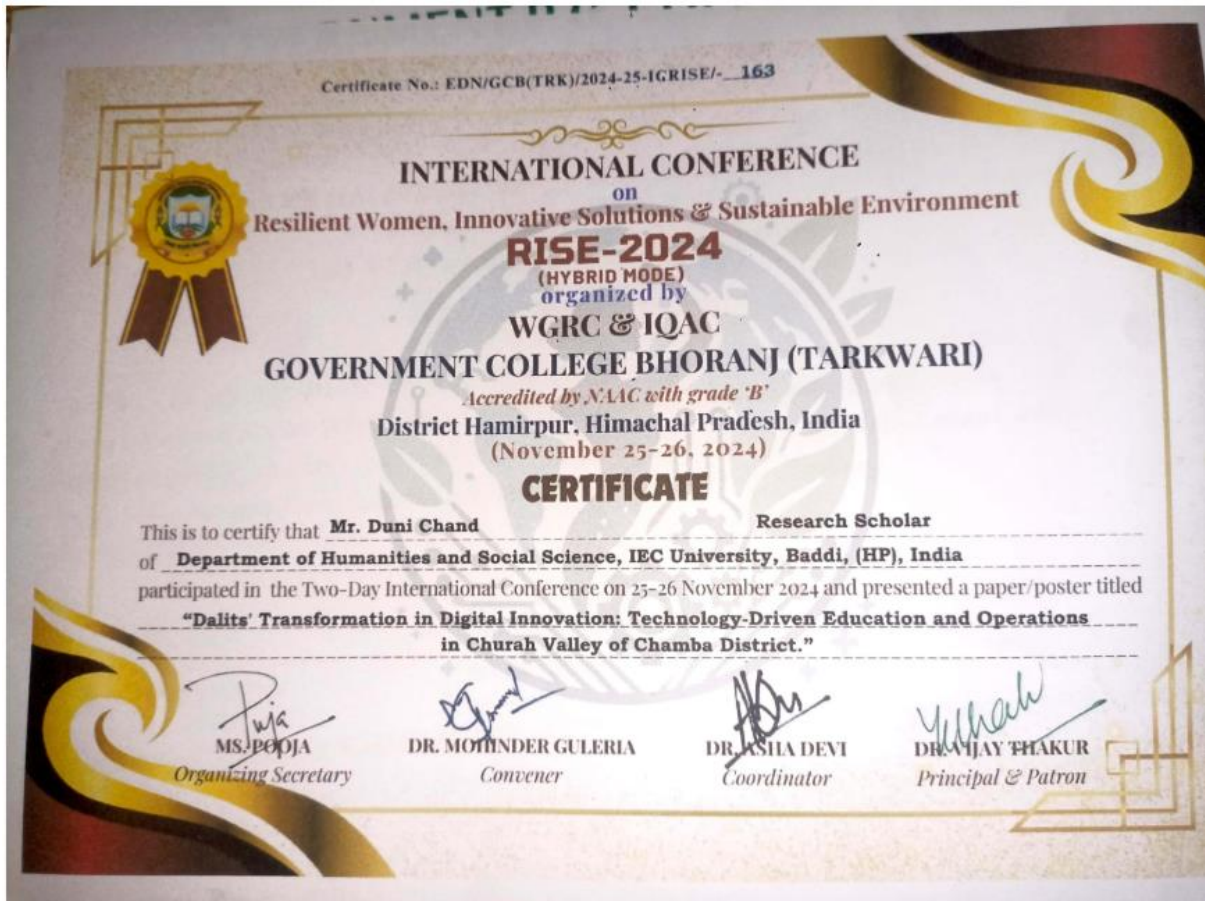 Certificate No.: EDN/GCB(TRK)/2024-25-IGRISE/-__163
INTERNATIONAL CONFERENCE
on
Resilient Women, Innovative Solutions & Sustainable Environment
RISE-2024
(HYBRID MODE)
organized by
WGRC & IQAC
GOVERNMENT COLLEGE BHORANJ (TARKWARI)
Accredited by NAAC with grade ‘B’
District Hamirpur, Himachal Pradesh, India
(November 25-26, 2024)
CERTIFICATE
This is to certify that Mr. Duni Chand Research Scholar
of Department of Humanities and Social Science, IEC University, Baddi, (HP), India
participated in the Two-Day International Conference on 25-26 November 2024 and presented a paper/poster titled
“Dalits’ Transformation in Digital Innovation: Technology-Driven Education and Operations
in Churah Valley of Chamba District.”
Puja
MS. POOJA DR. MOHINDER GULERIA DR. ASHA DEVI DR. VIJAY THAKUR
Organizing Secretary Convener Coordinator Principal & Patron